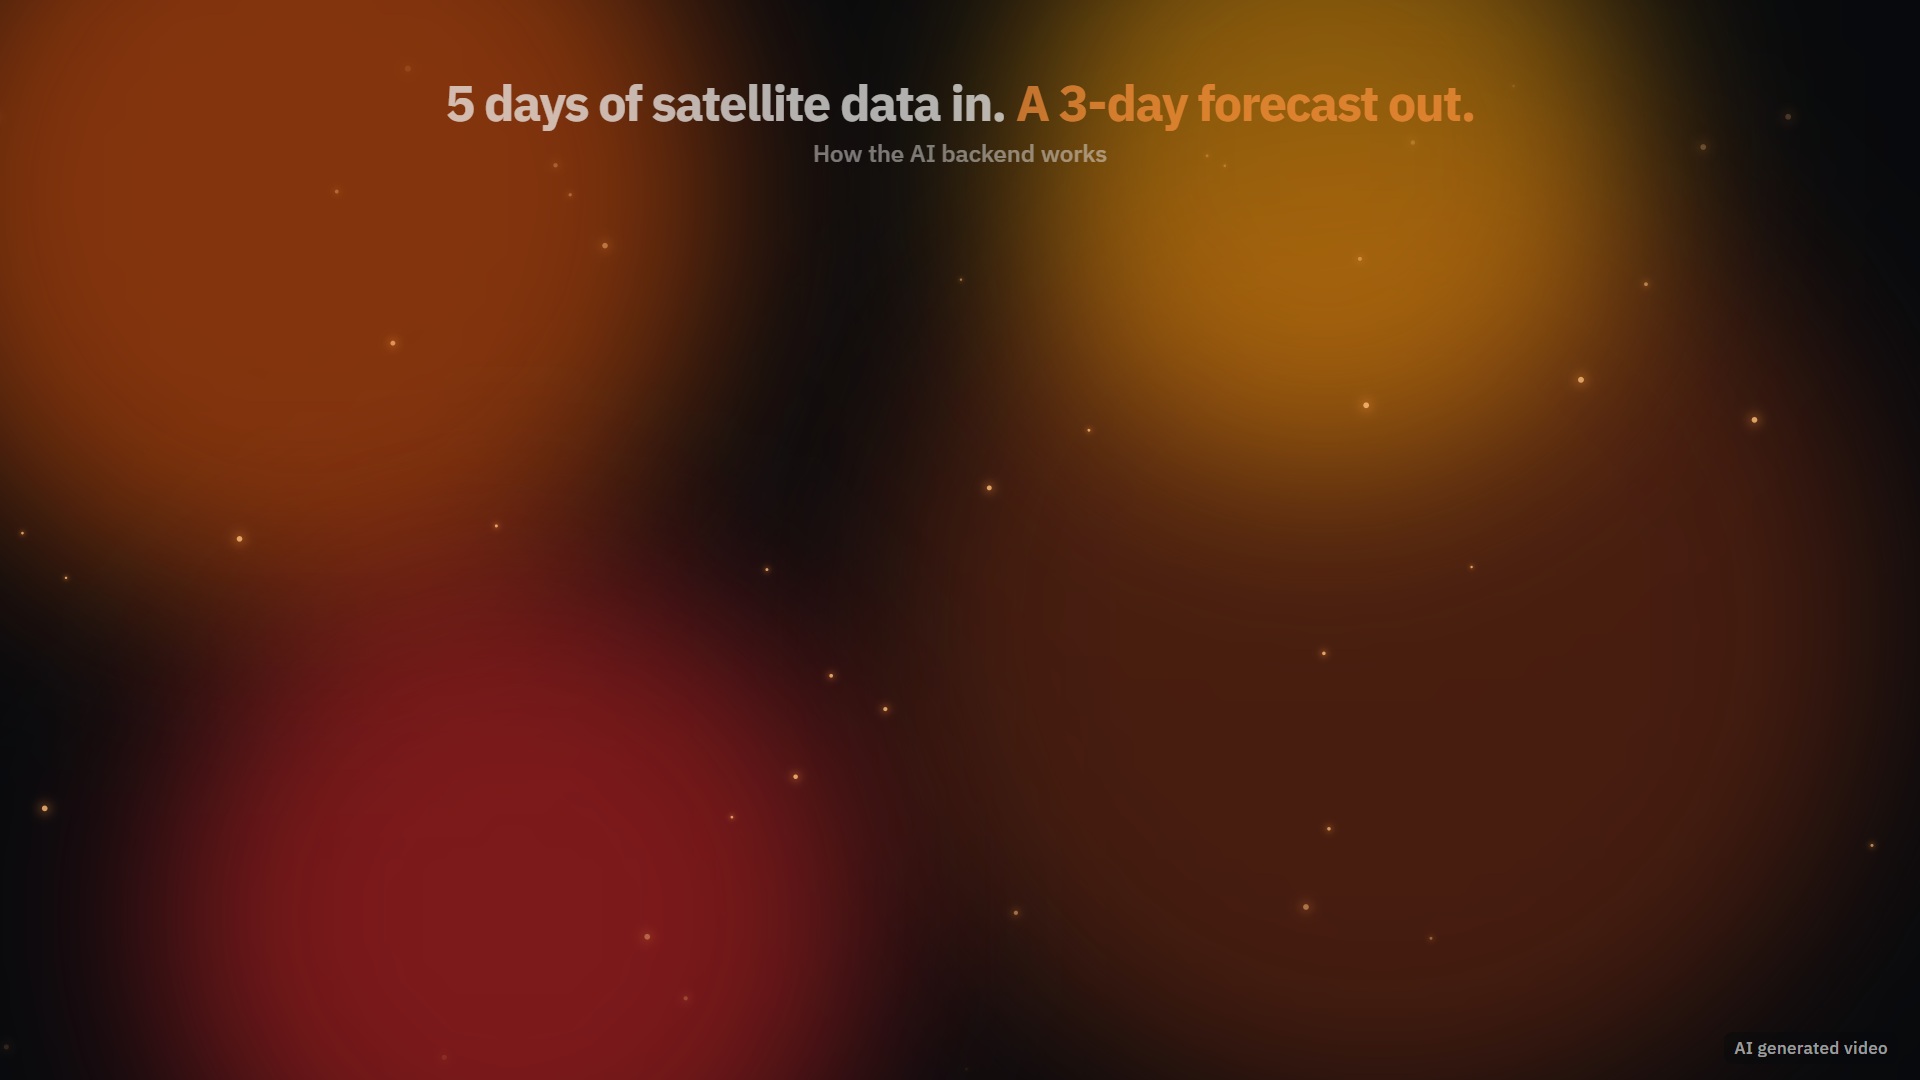 5 days of satellite data in. A 3-day forecast out.
How the AI backend works
AI generated video